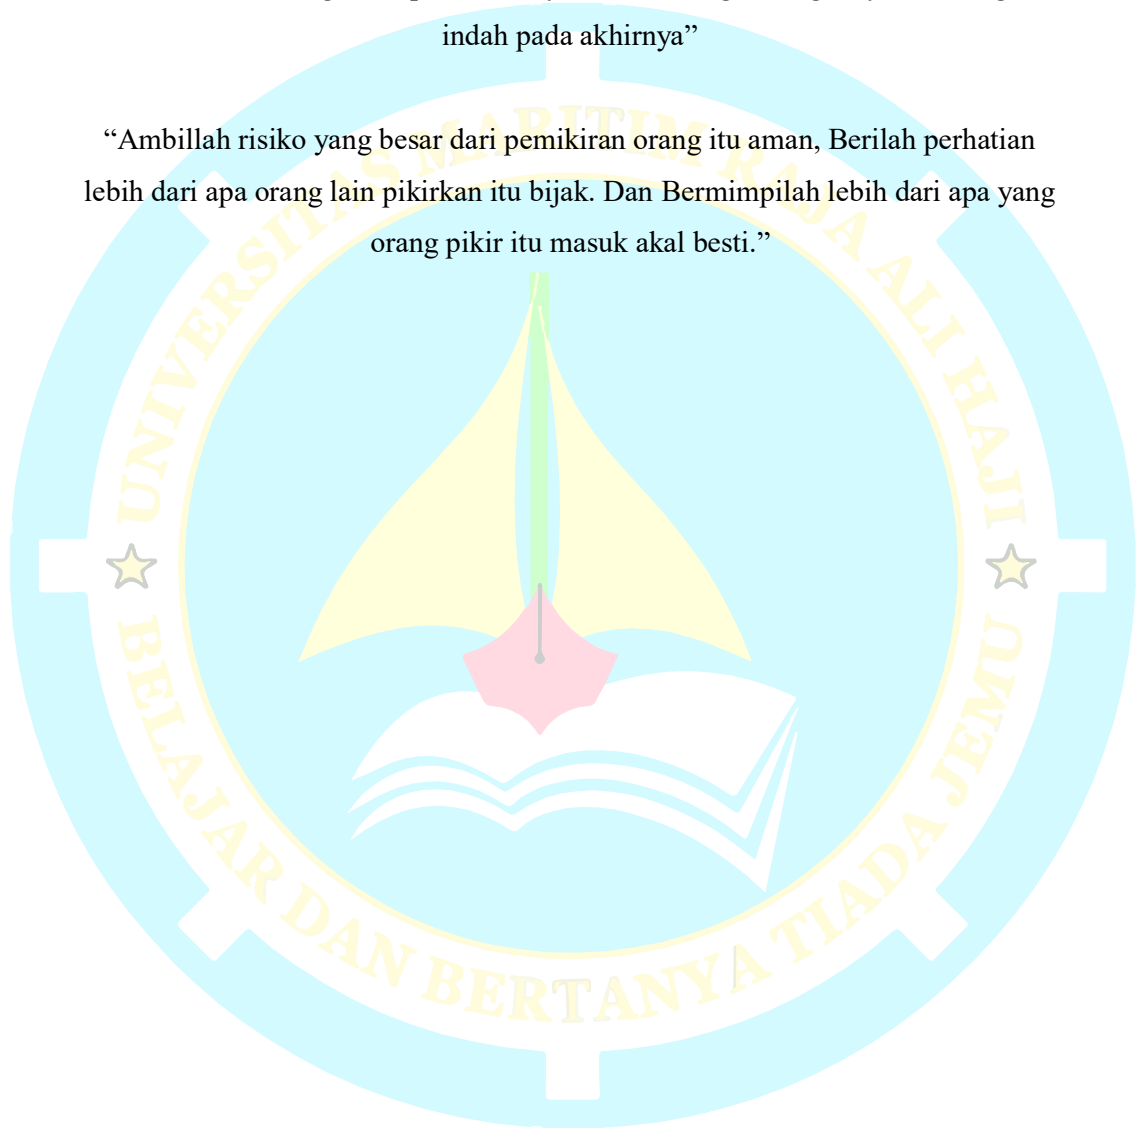 indah pada akhirnya”
“Ambillah risiko yang besar dari pemikiran orang itu aman, Berilah perhatian
lebih dari apa orang lain pikirkan itu bijak. Dan Bermimpilah lebih dari apa yang
orang pikir itu masuk akal besti.”
UNIVERSITAS MARITIM RAJA ALI HAJI
BELAJAR DAN BERTANYA TIADA JEMU